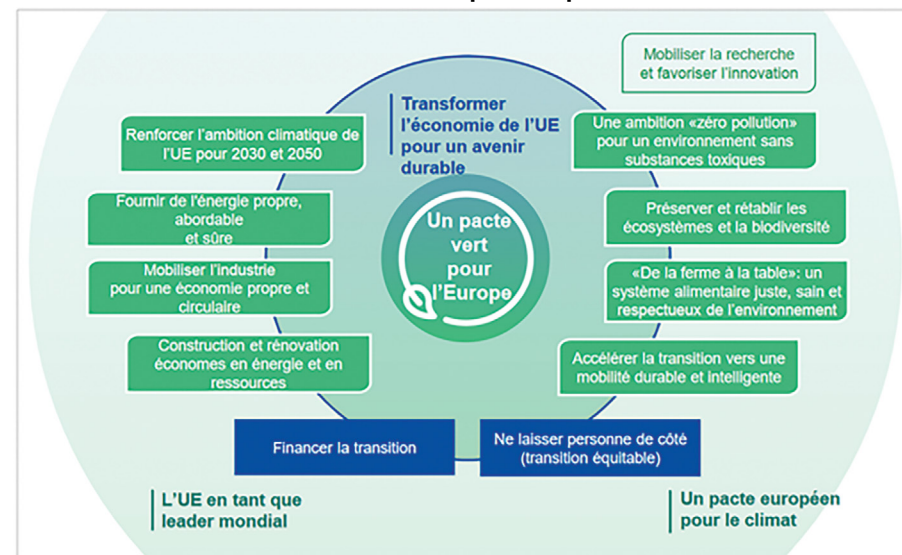 Mobiliser la recherche
et favoriser l'innovation
Transformer
l'économie de l'UE
pour un avenir
durable
Renforcer l'ambition climatique de
l'UE pour 2030 et 2050
Fournir de l'énergie propre,
abordable
et sûre
Mobiliser l'industrie
pour une économie propre et
circulaire
Construction et rénovation
économes en énergie et en
ressources
Un pacte
vert
pour
l'Europe
Une ambition «zéro pollution»
pour un environnement sans
substances toxiques
Préserver et rétablir les
écosystèmes et la biodiversité
«De la ferme à la table»: un
système alimentaire juste, sain et
respectueux de l'environnement
Accélérer la transition vers une
mobilité durable et intelligente
Financer la transition
Ne laisser personne de côté
(transition équitable)
L'UE en tant que
leader mondial
Un pacte européen
pour le climat